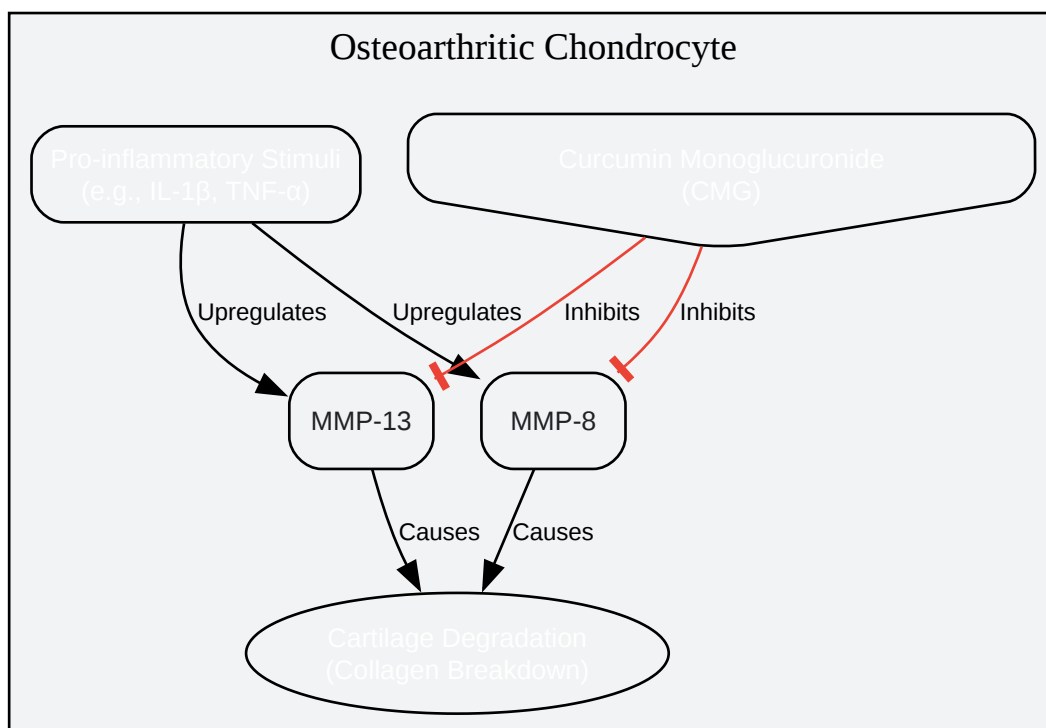 Osteoarthritic Chondrocyte
Pro-inflammatory Stimuli
(e.g., IL-1β, TNF-α)
Curcumin Monoglucuronide
(CMG)
Upregulates
Upregulates
Inhibits
Inhibits
MMP-13
MMP-8
Causes
Causes
Cartilage Degradation
(Collagen Breakdown)